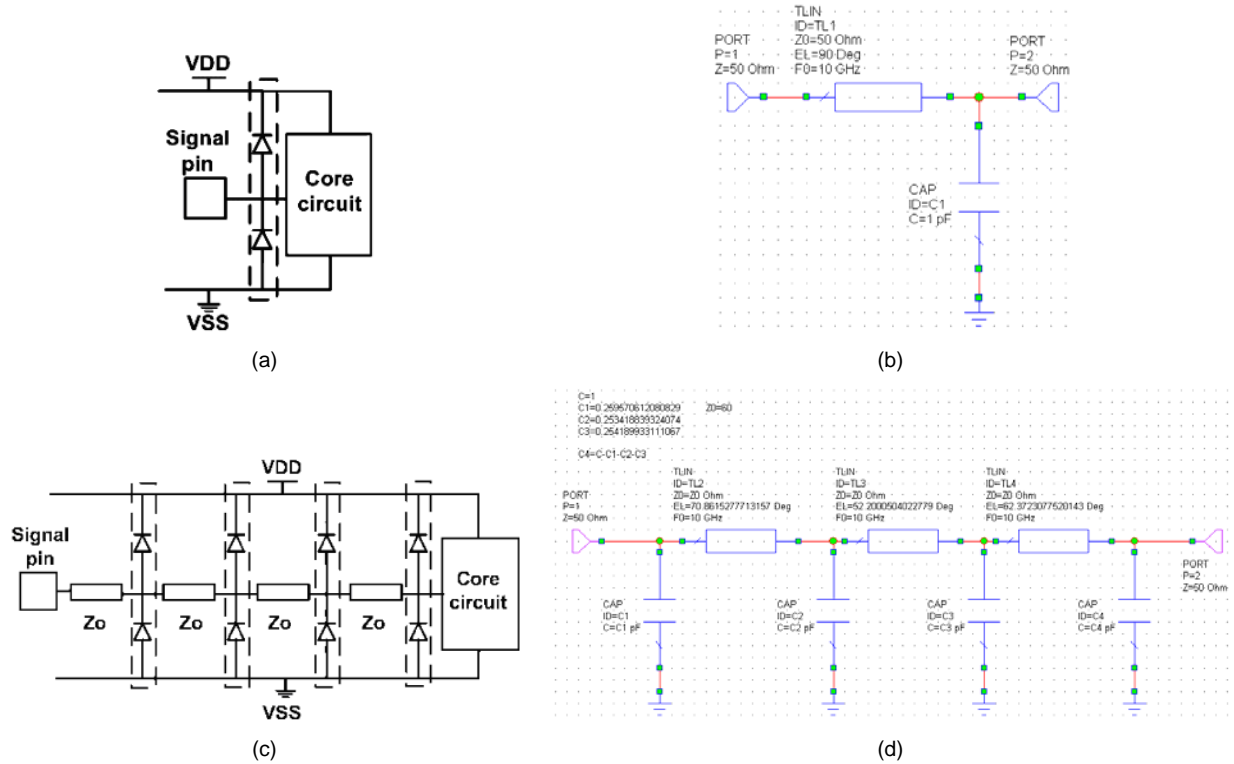 VDD
Signal
pin
Core
circuit
VSS
(a)
TLIN
ID=TL1
Z0=50 Ohm
EL=90 Deg
F0=10 GHz
PORT
P=1
Z=50 Ohm
PORT
P=2
Z=50 Ohm
CAP
ID=C1
C=1 pF
(b)
VDD
Signal
pin
Zo
Zo
Zo
Zo
Core
circuit
VSS
(c)
C=1
C1=0.259570612080829
Z0=60
C2=0.253418839324074
C3=0.254189933111067
C4=C-C1-C2-C3
TLIN
ID=TL2
Z0=Z0 Ohm
EL=70.8615277713157 Deg
F0=10 GHz
TLIN
ID=TL3
Z0=Z0 Ohm
EL=52.2000504022779 Deg
F0=10 GHz
TLIN
ID=TL4
Z0=Z0 Ohm
EL=62.3723077520143 Deg
F0=10 GHz
PORT
P=1
Z=50 Ohm
PORT
P=2
Z=50 Ohm
CAP
ID=C1
C=C1 pF
CAP
ID=C2
C=C2 pF
CAP
ID=C3
C=C3 pF
CAP
ID=C4
C=C4 pF
(d)